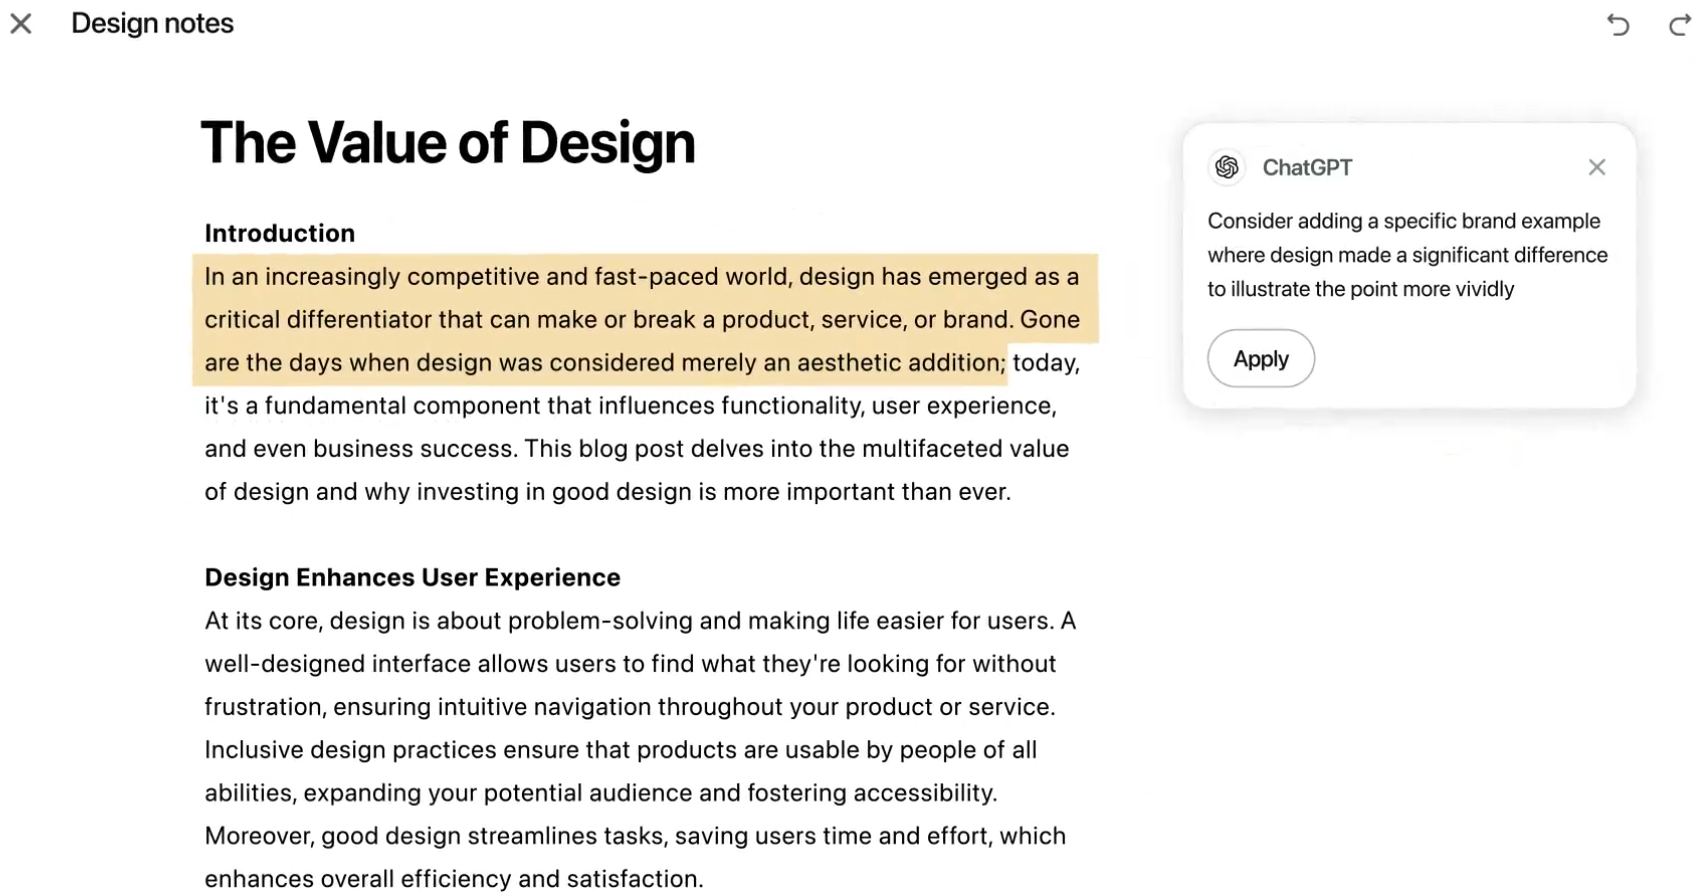 Design notes
The Value of Design
Introduction
In an increasingly competitive and fast-paced world, design has emerged as a
critical differentiator that can make or break a product, service, or brand. Gone
are the days when design was considered merely an aesthetic addition; today,
it's a fundamental component that influences functionality, user experience,
and even business success. This blog post delves into the multifaceted value
of design and why investing in good design is more important than ever.
Design Enhances User Experience
At its core, design is about problem-solving and making life easier for users. A
well-designed interface allows users to find what they're looking for without
frustration, ensuring intuitive navigation throughout your product or service.
Inclusive design practices ensure that products are usable by people of all
abilities, expanding your potential audience and fostering accessibility.
Moreover, good design streamlines tasks, saving users time and effort, which
enhances overall efficiency and satisfaction.
ChatGPT
Consider adding a specific brand example
where design made a significant difference
to illustrate the point more vividly
Apply